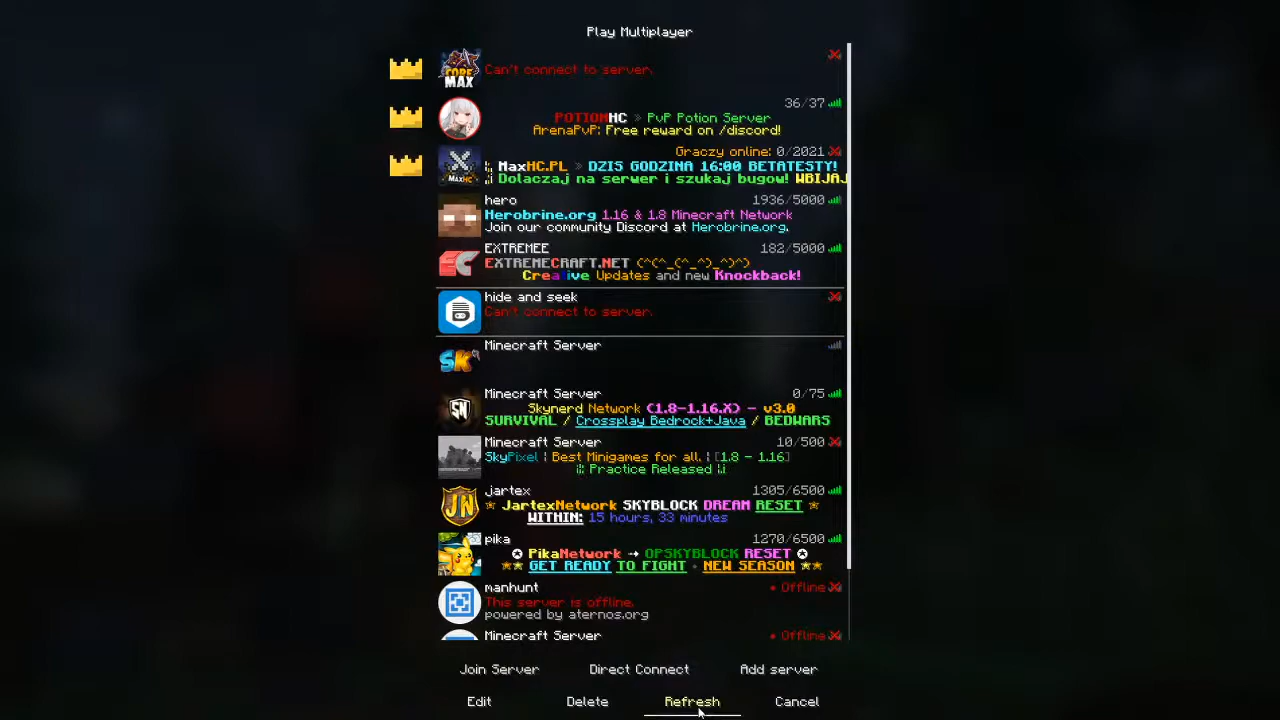 Play Multiplayer
CORE
MAX
Can't connect to server.
36/37
POTIONHC » PvP Potion Server
ArenaPvP: Free reward on /discord!
Graczy online: 0/2021
MaxHC.PL » DZIS GODZINA 16:00 BETATESTY!
MAXHC
Dolaczaj na serwer i szukaj bugow! WBIJAJ
hero 1936/5000
Herobrine.org 1.16 & 1.8 Minecraft Network
Join our community Discord at Herobrine.org.
EXTREMEE 182/5000
EXTREMECRAFT.NET (^(^_(^_^)_^)^)
Creative Updates and new Knockback!
hide and seek
Can't connect to server.
Minecraft Server
SK
Minecraft Server 0/75
SN
Skynerd Network (1.8-1.16.X) - v3.0
SURVIVAL / Crossplay Bedrock+Java / BEDWARS
Minecraft Server 10/500
SkyPixel | Best Minigames for all. | [1.8 - 1.16]
Practice Released
jartex 1305/6500
JN
★ JartexNetwork SKYBLOCK DREAM RESET ★
WITHIN: 15 hours, 33 minutes
pika 1270/6500
✪ PikaNetwork → OPSKYBLOCK RESET ✪
★★ GET READY TO FIGHT • NEW SEASON ★★
manhunt • Offline
This server is offline.
powered by aternos.org
Minecraft Server • Offline
Join Server Direct Connect Add server
Edit Delete Refresh Cancel